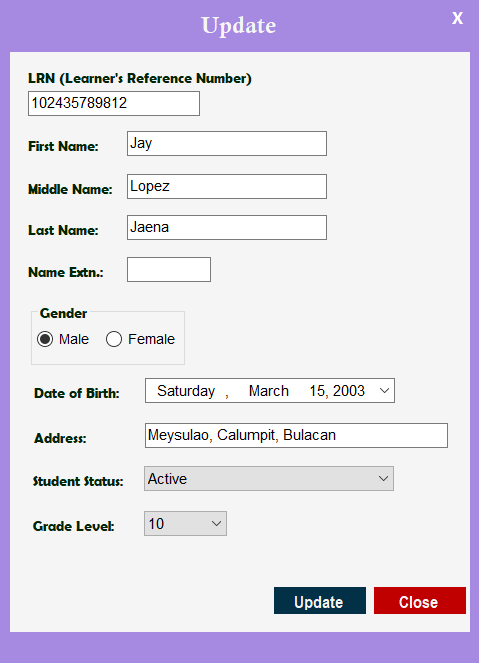 Update
X
LRN (Learner's Reference Number)
102435789812
First Name: Jay
Middle Name: Lopez
Last Name: Jaena
Name Extn.:
Gender
Male Female
Date of Birth: Saturday , March 15, 2003
Address: Meysulao, Calumpit, Bulacan
Student Status: Active
Grade Level: 10
Update Close